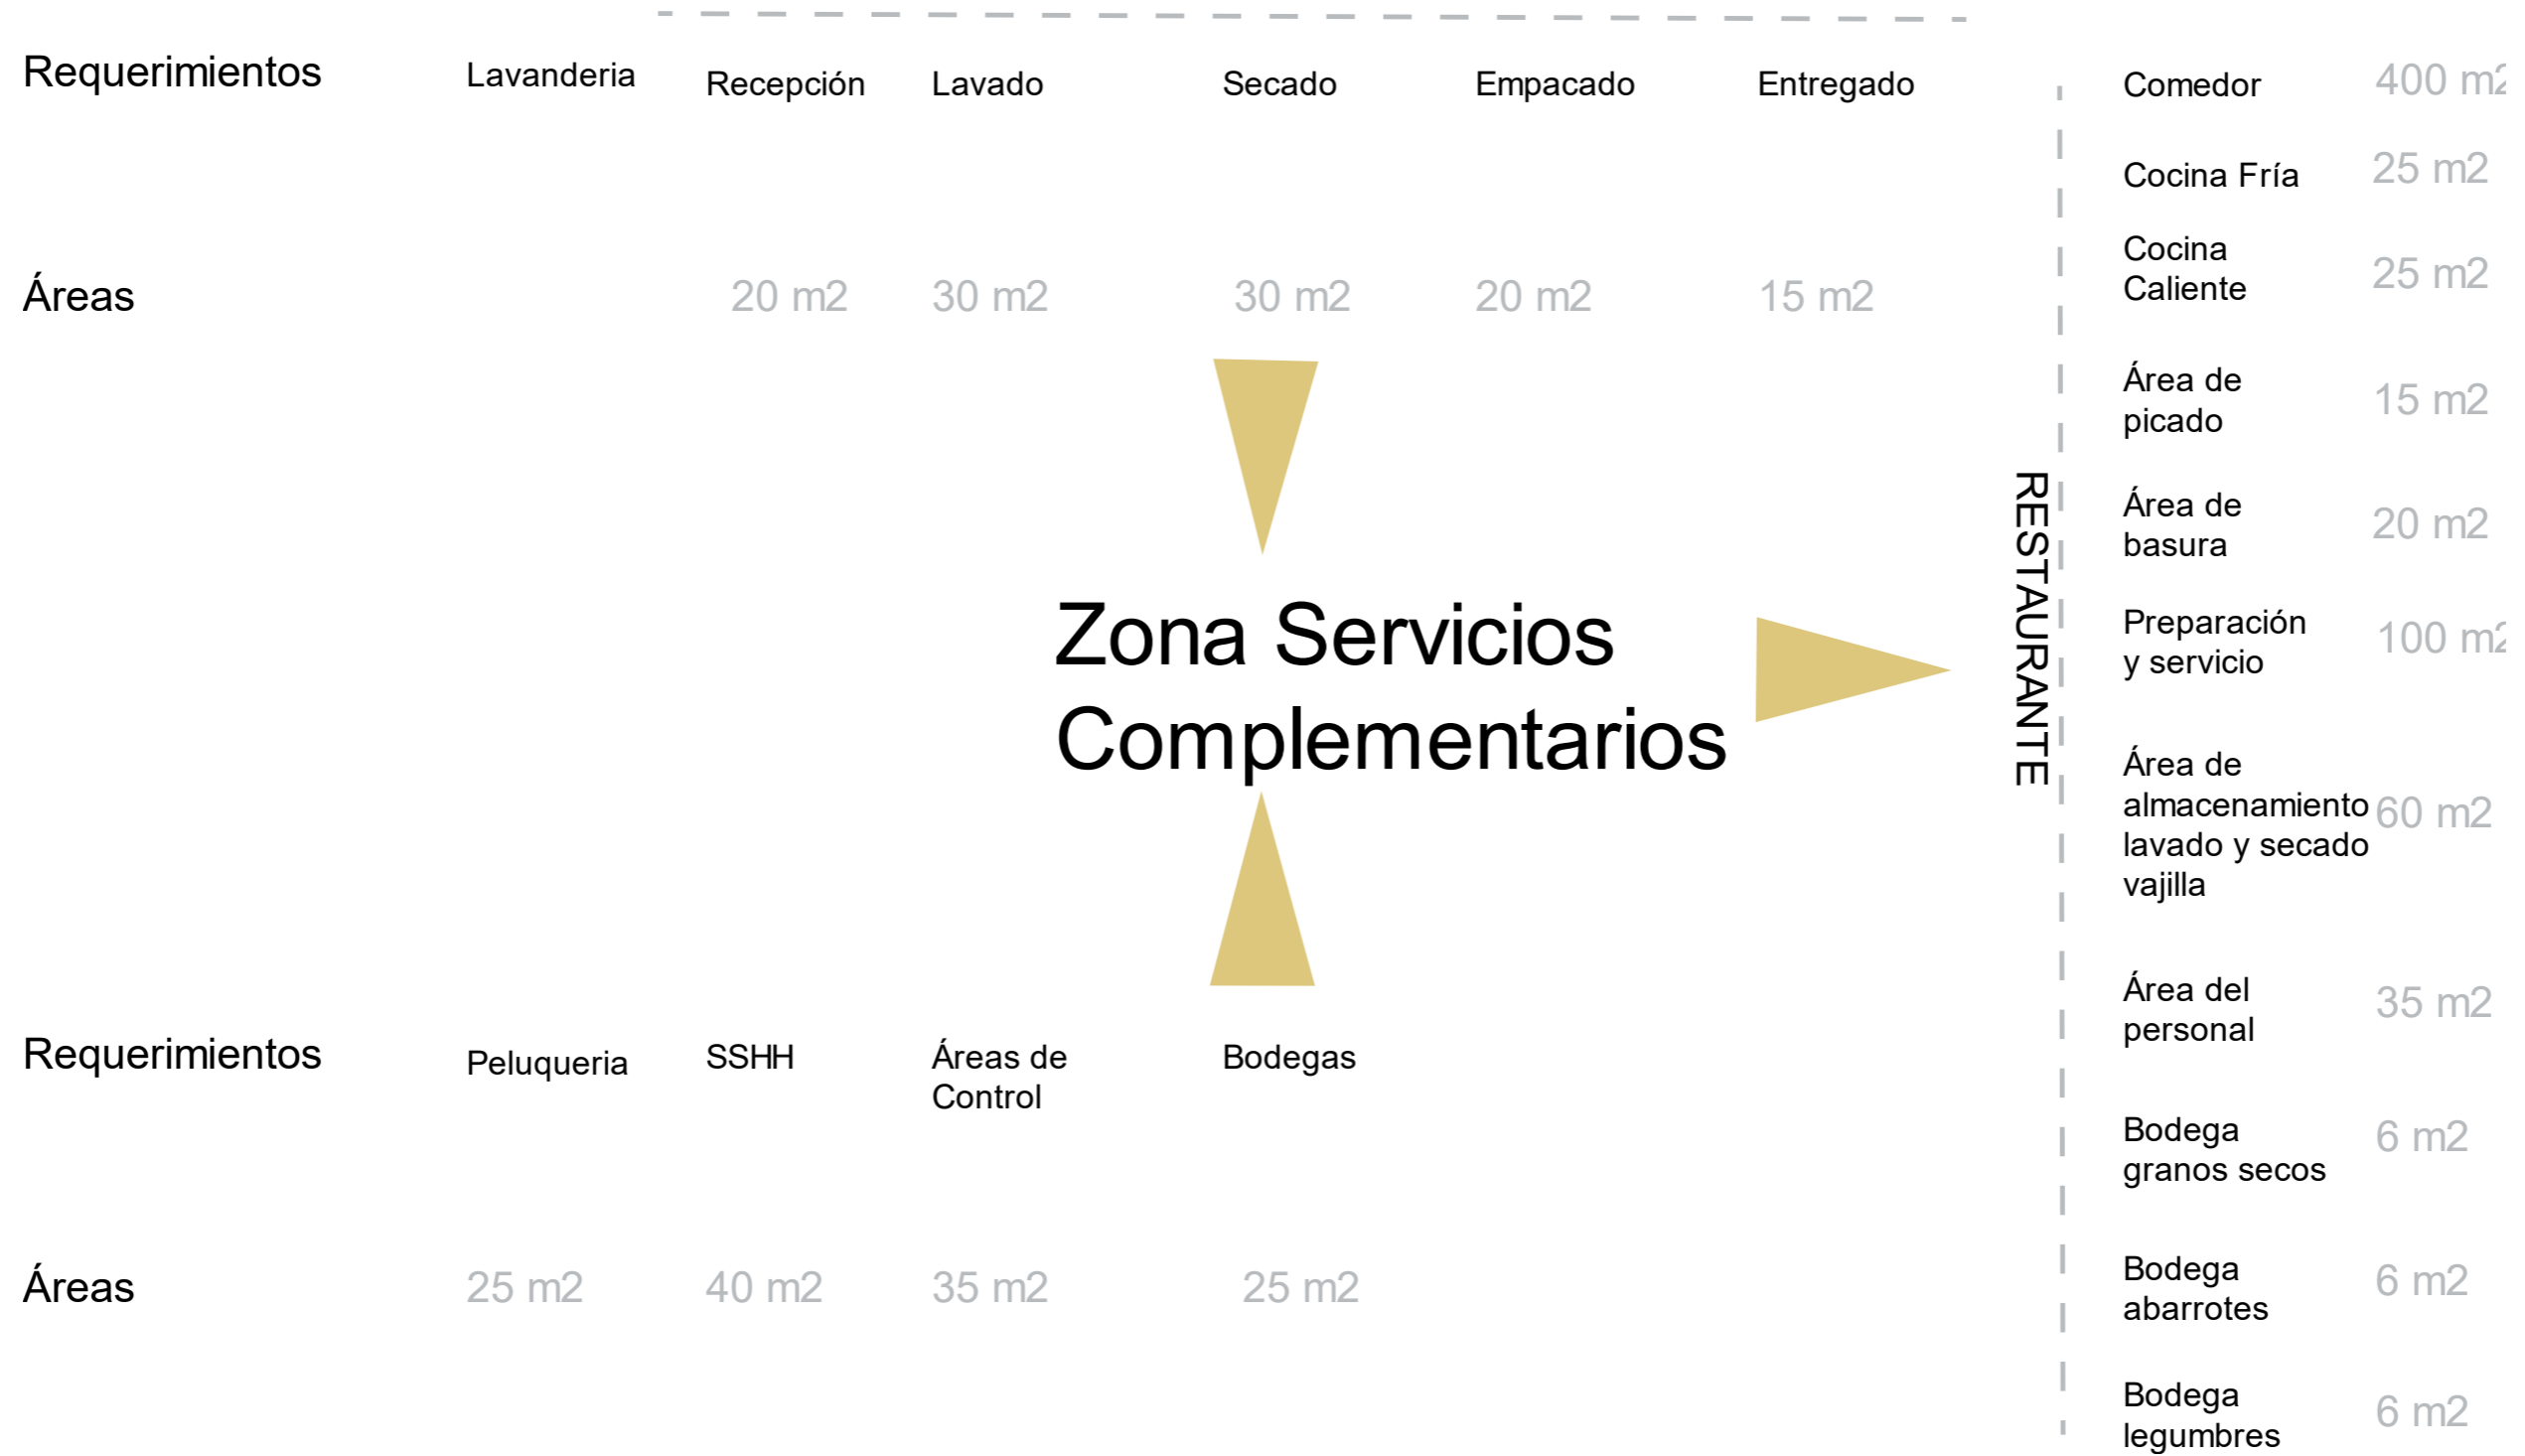 Requerimientos
Lavanderia
Recepción
Lavado
Secado
Empacado
Entregado
Áreas
20 m2
30 m2
30 m2
20 m2
15 m2
Zona Servicios
Complementarios
Requerimientos
Peluqueria
SSHH
Áreas de
Control
Bodegas
Áreas
25 m2
40 m2
35 m2
25 m2
RESTAURANTE
Comedor
400 m2
Cocina Fría
25 m2
Cocina
Caliente
25 m2
Área de
picado
15 m2
Área de
basura
20 m2
Preparación
y servicio
100 m2
Área de
almacenamiento
lavado y secado
vajilla
60 m2
Área del
personal
35 m2
Bodega
granos secos
6 m2
Bodega
abarrotes
6 m2
Bodega
legumbres
6 m2